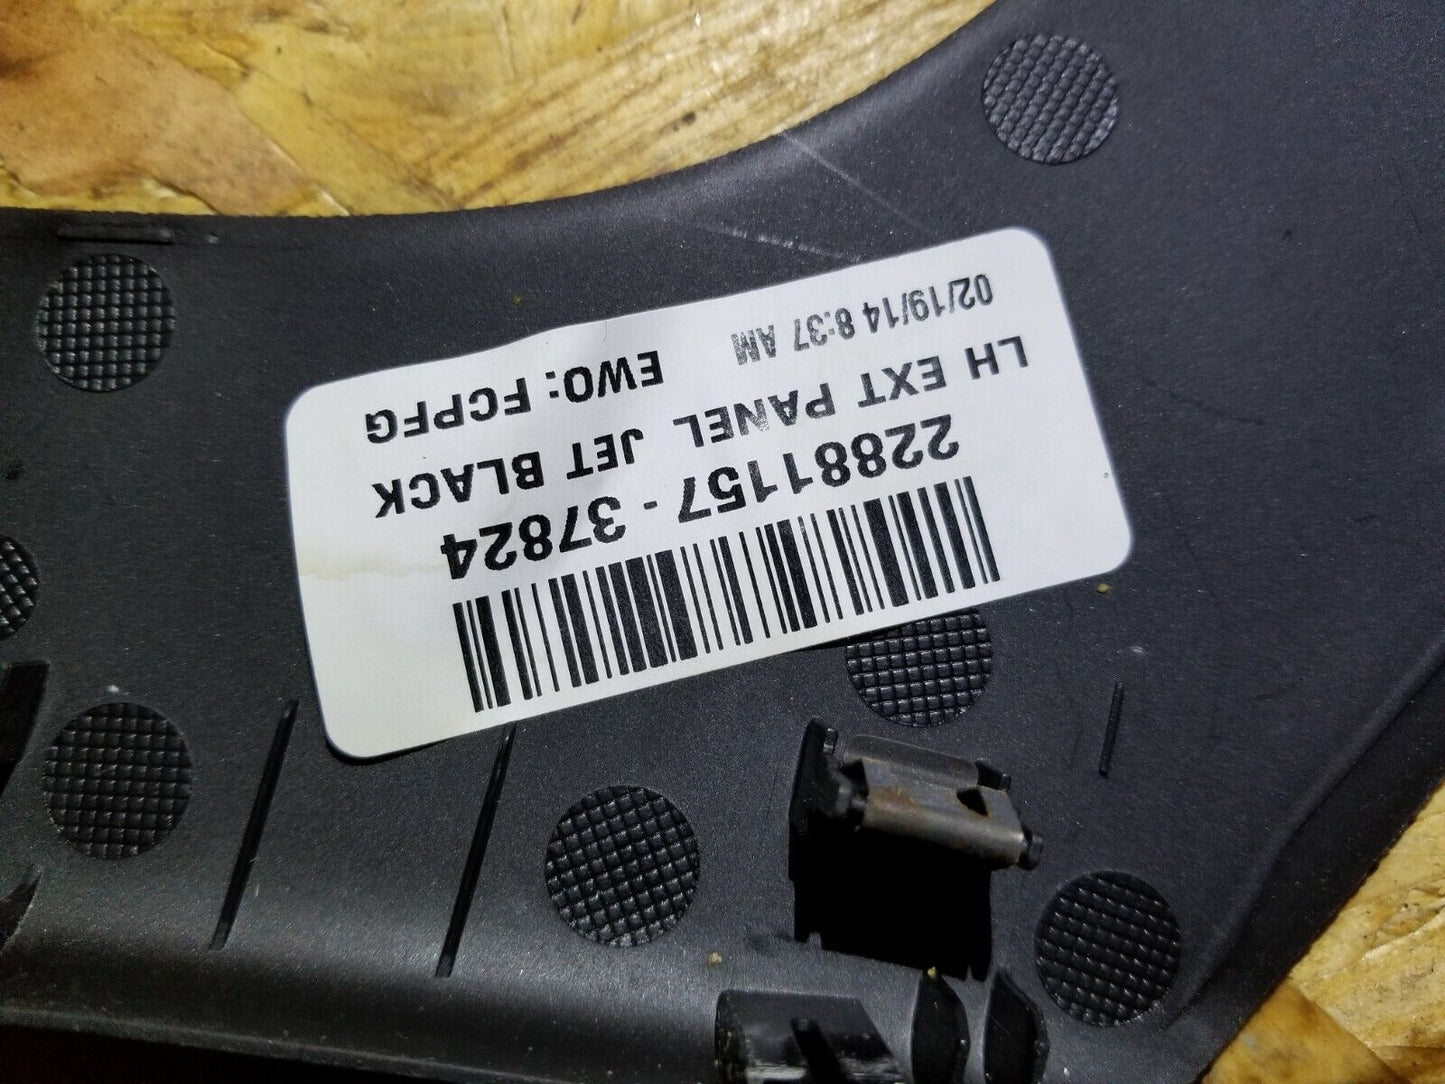 22881157 - 37824
LH EXT PANEL JET BLACK
02/19/14 8:37 AM EWO: FCPFG